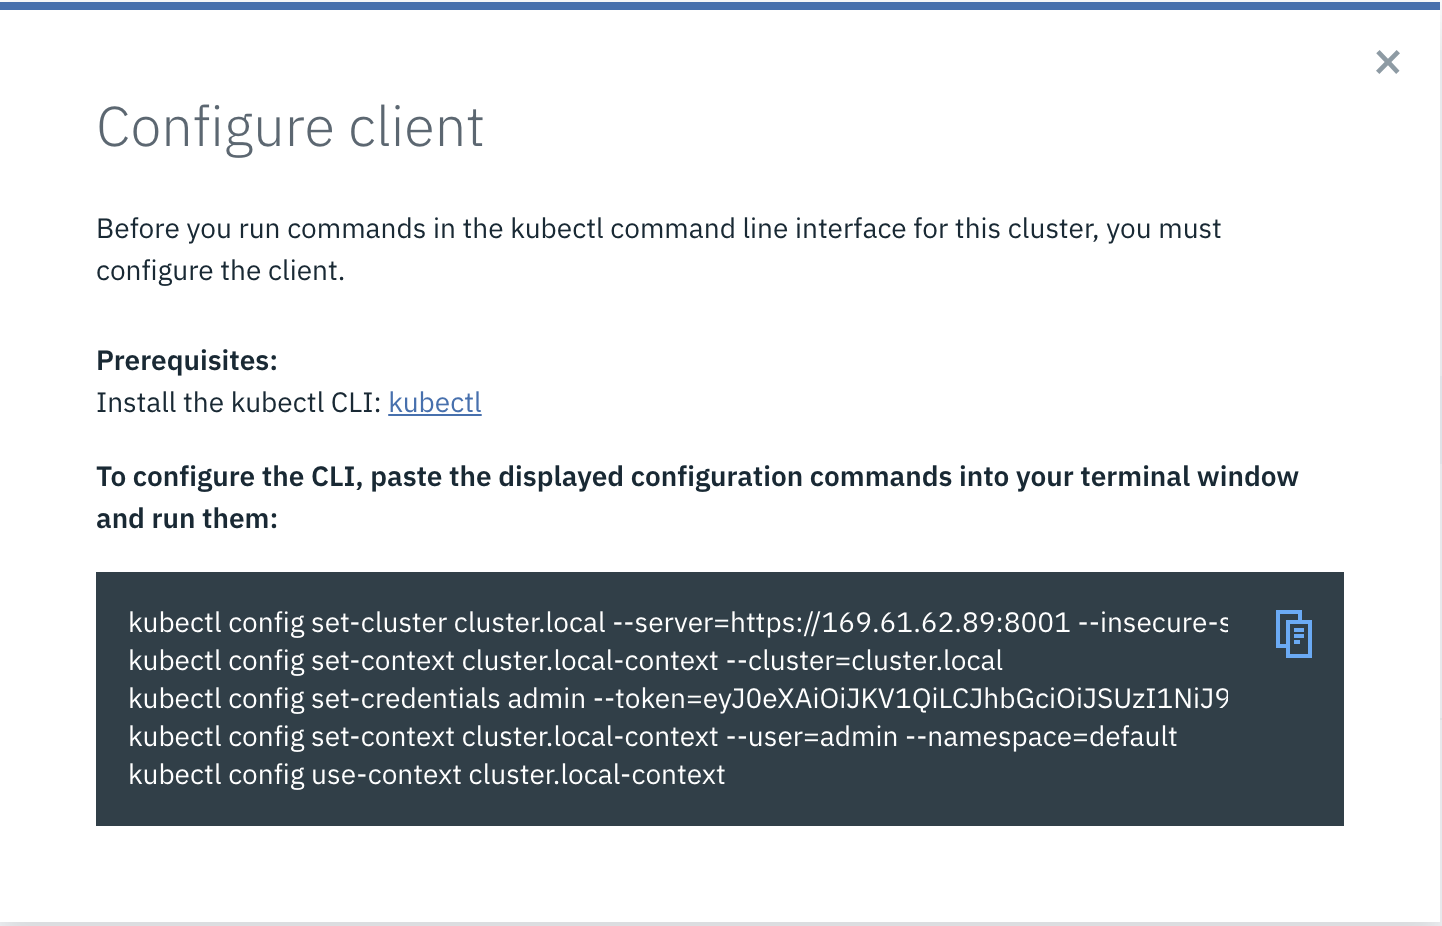 Configure client
Before you run commands in the kubectl command line interface for this cluster, you must
configure the client.
Prerequisites:
Install the kubectl CLI: kubectl
To configure the CLI, paste the displayed configuration commands into your terminal window
and run them:
kubectl config set-cluster cluster.local --server=https://169.61.62.89:8001 --insecure-s
kubectl config set-context cluster.local-context --cluster=cluster.local
kubectl config set-credentials admin --token=eyJ0eXAiOiJKV1QiLCJhbGciOiJSUzI1NiJ9
kubectl config set-context cluster.local-context --user=admin --namespace=default
kubectl config use-context cluster.local-context